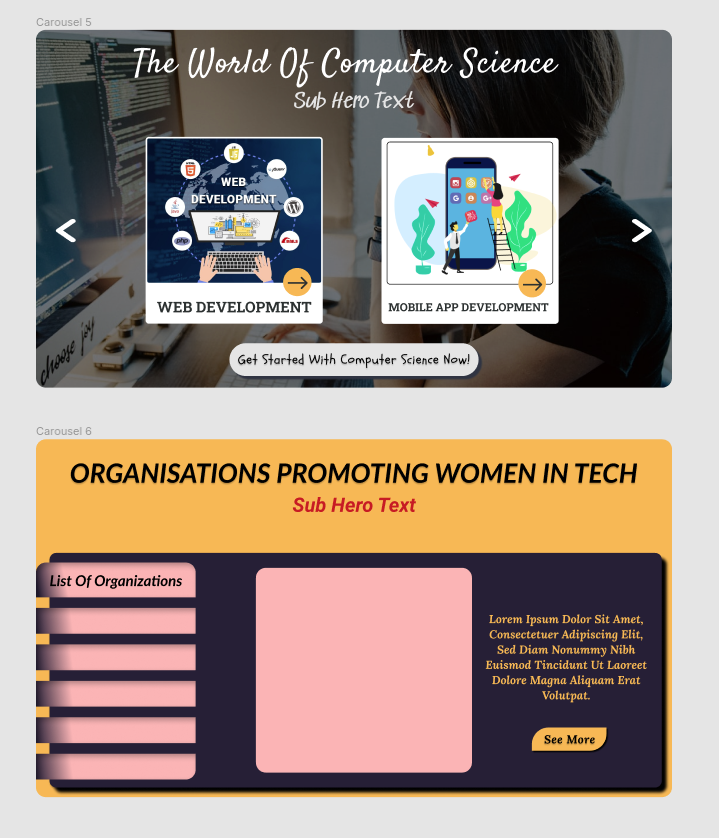 Carousel 5
The World Of Computer Science
Sub Hero Text
WEB
DEVELOPMENT
php
WEB DEVELOPMENT
MOBILE APP DEVELOPMENT
choose joy
Get Started With Computer Science Now!
Carousel 6
ORGANISATIONS PROMOTING WOMEN IN TECH
Sub Hero Text
List Of Organizations
Lorem Ipsum Dolor Sit Amet,
Consectetuer Adipiscing Elit,
Sed Diam Nonummy Nibh
Euismod Tincidunt Ut Laoreet
Dolore Magna Aliquam Erat
Volutpat.
See More